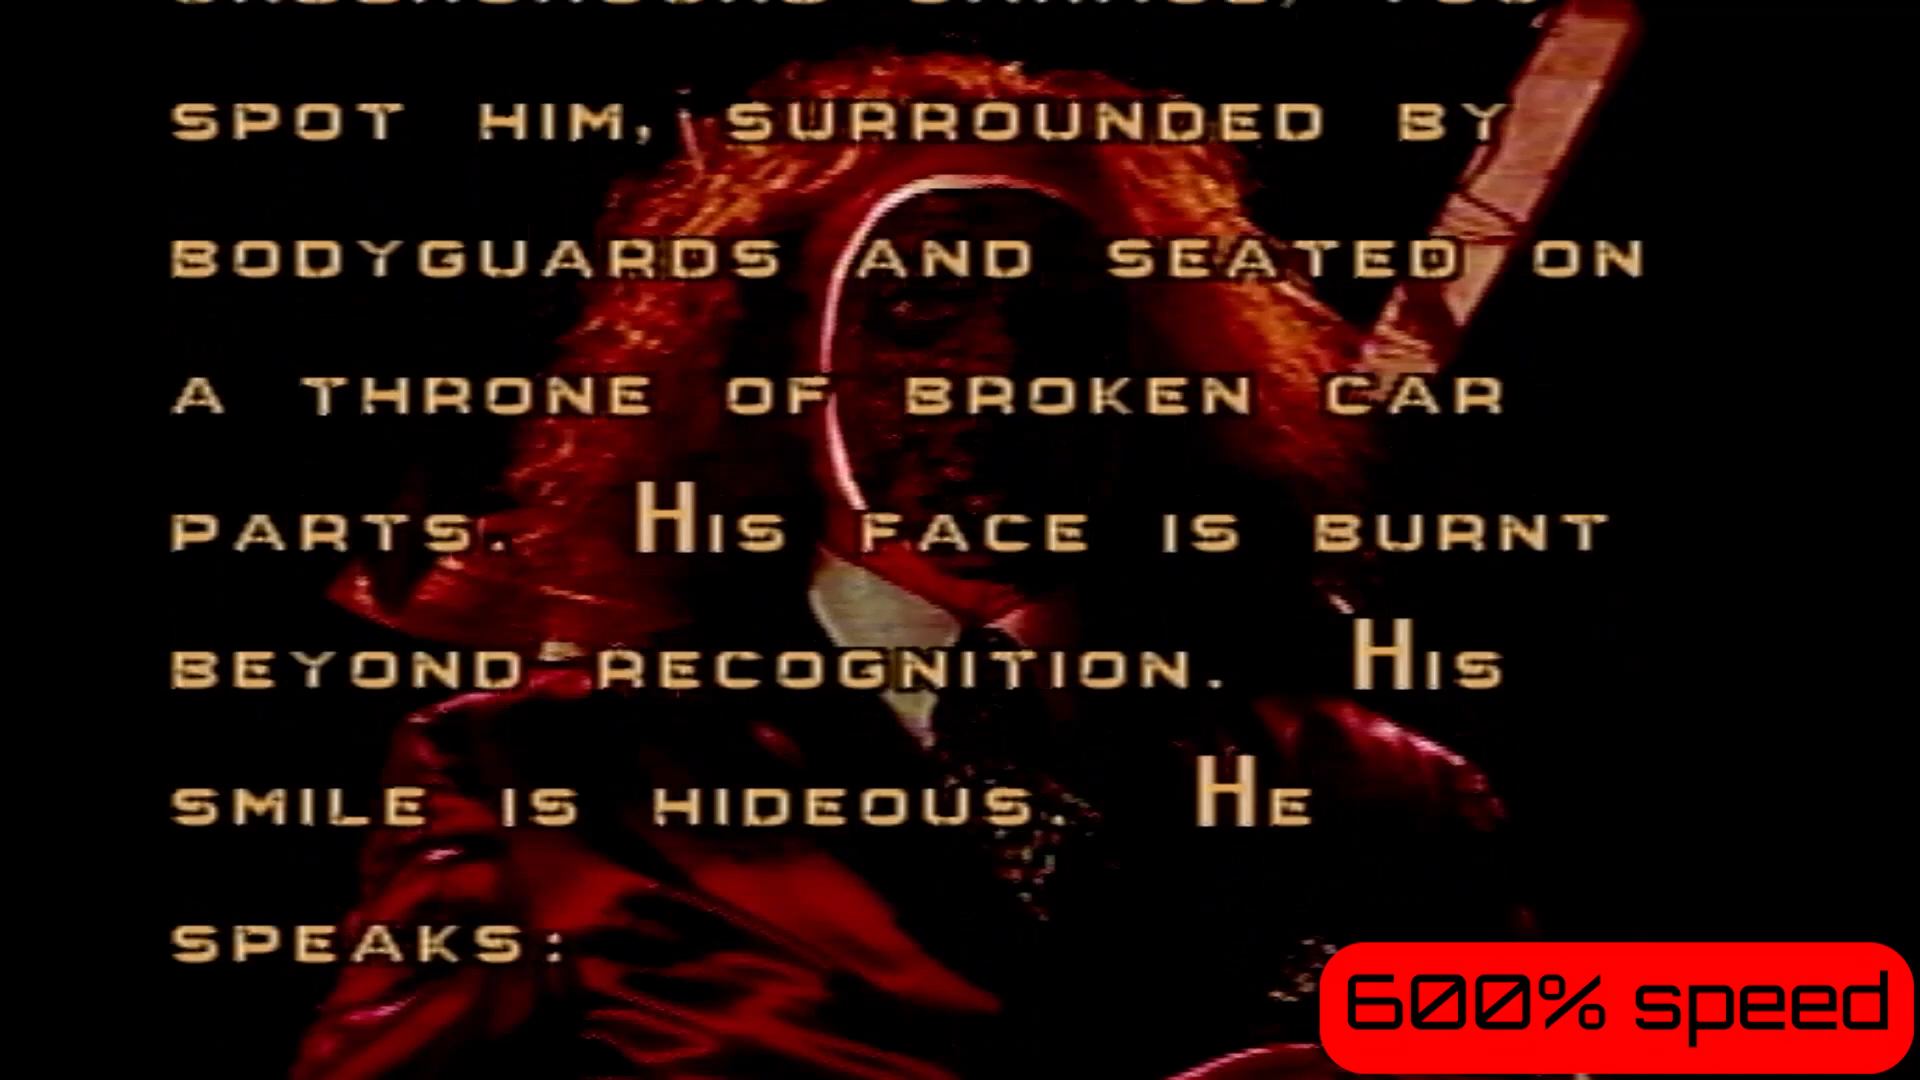 SPOT HIM, SURROUNDED BY
BODYGUARDS AND SEATED ON
A THRONE OF BROKEN CAR
PARTS. HIS FACE IS BURNT
BEYOND RECOGNITION. HIS
SMILE IS HIDEOUS. HE
SPEAKS:
600% speed